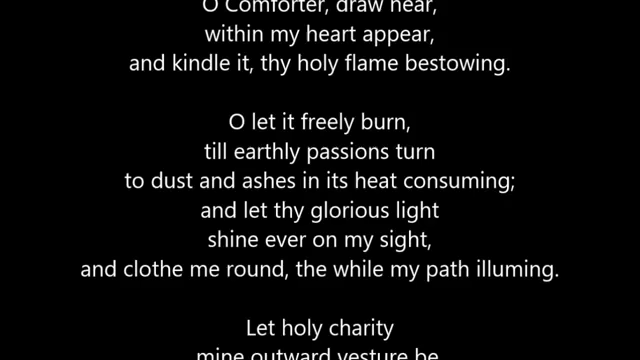 O Comforter, draw near,
within my heart appear,
and kindle it, thy holy flame bestowing.
O let it freely burn,
till earthly passions turn
to dust and ashes in its heat consuming;
and let thy glorious light
shine ever on my sight,
and clothe me round, the while my path illuming.
Let holy charity
mine outward vesture be,